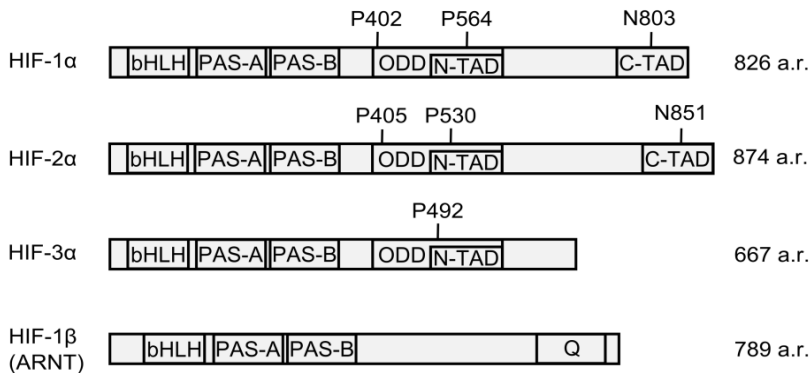 P402 P564 N803
HIF-1α bHLH PAS-A PAS-B ODD N-TAD C-TAD 826 a.r.
P405 P530 N851
HIF-2α bHLH PAS-A PAS-B ODD N-TAD C-TAD 874 a.r.
P492
HIF-3α bHLH PAS-A PAS-B ODD N-TAD 667 a.r.
HIF-1β
(ARNT) bHLH PAS-A PAS-B Q 789 a.r.